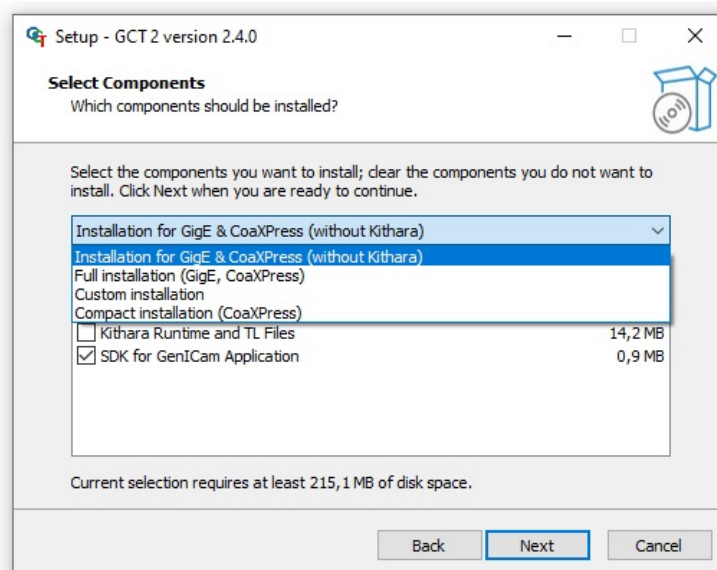 Setup - GCT 2 version 2.4.0
Select Components
Which components should be installed?
Select the components you want to install; clear the components you do not want to
install. Click Next when you are ready to continue.
Installation for GigE & CoaXPress (without Kithara)
Installation for GigE & CoaXPress (without Kithara)
Full installation (GigE, CoaXPress)
Custom installation
Compact installation (CoaXPress)
Kithara Runtime and TL Files 14,2 MB
SDK for GenICam Application 0,9 MB
Current selection requires at least 215,1 MB of disk space.
Back Next Cancel